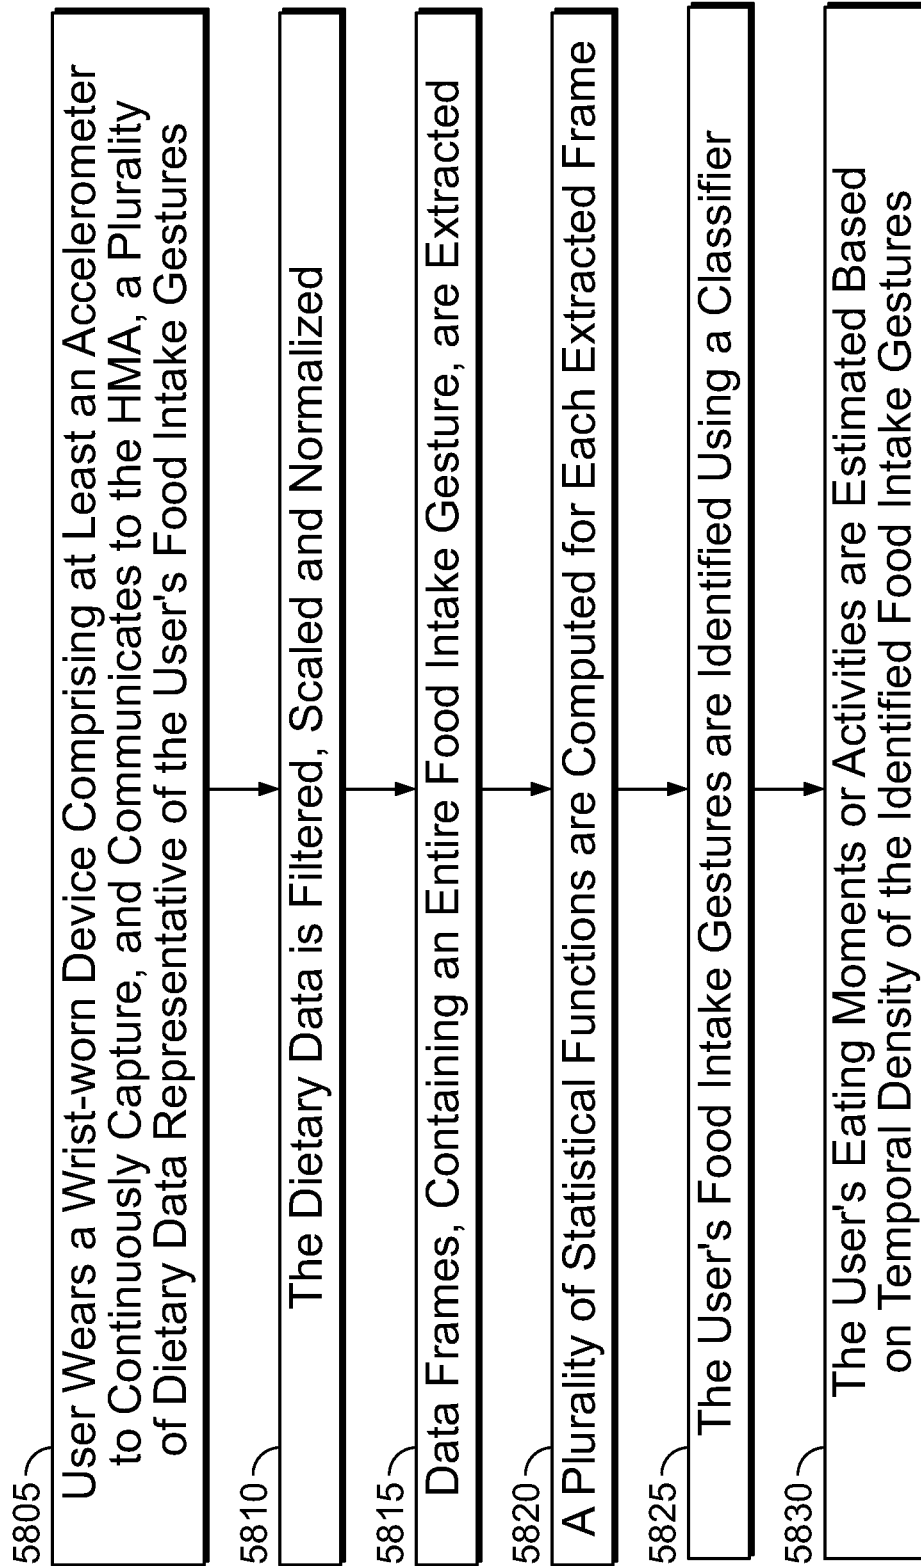 5805
User Wears a Wrist-worn Device Comprising at Least an Accelerometer
to Continuously Capture, and Communicates to the HMA, a Plurality
of Dietary Data Representative of the User's Food Intake Gestures
5810
The Dietary Data is Filtered, Scaled and Normalized
5815
Data Frames, Containing an Entire Food Intake Gesture, are Extracted
5820
A Plurality of Statistical Functions are Computed for Each Extracted Frame
5825
The User's Food Intake Gestures are Identified Using a Classifier
5830
The User's Eating Moments or Activities are Estimated Based
on Temporal Density of the Identified Food Intake Gestures